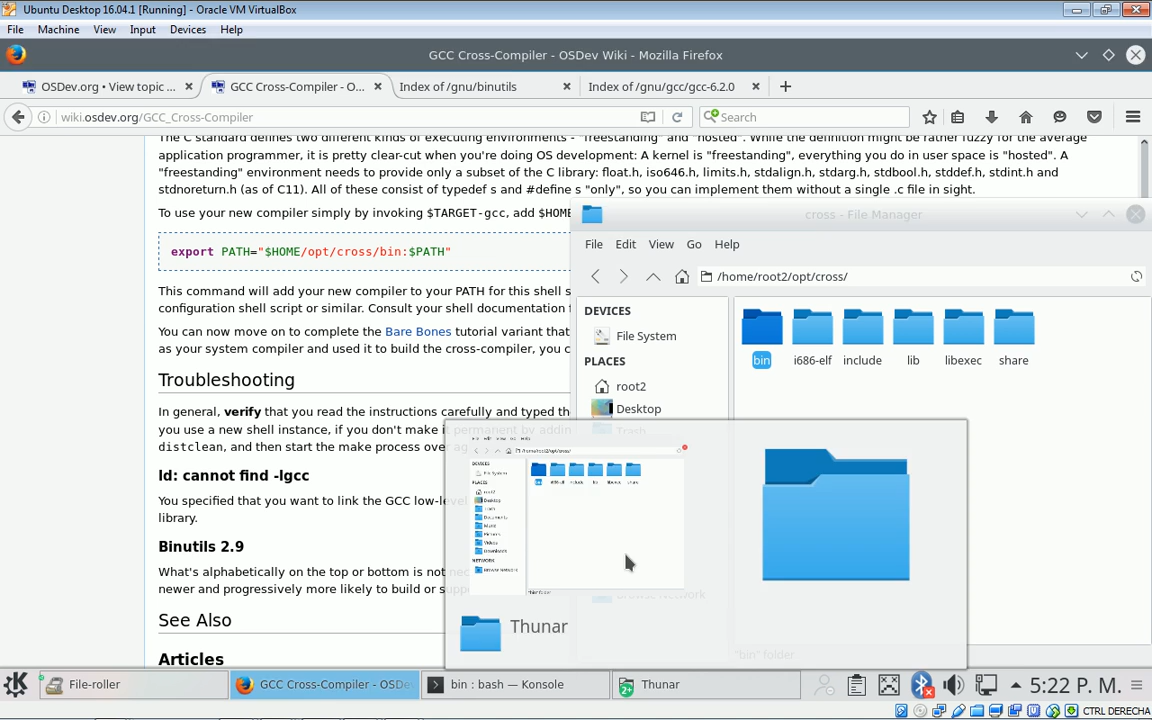 Ubuntu Desktop 16.04.1 [Running] - Oracle VM VirtualBox
File Machine View Input Devices Help
GCC Cross-Compiler - OSDev Wiki - Mozilla Firefox
OSDev.org • View topic ...
GCC Cross-Compiler - O...
Index of /gnu/binutils
Index of /gnu/gcc/gcc-6.2.0
wiki.osdev.org/GCC_Cross-Compiler
Search
The C standard defines two different kinds of executing environments - "freestanding" and "hosted". While the definition might be rather fuzzy for the average
application programmer, it is pretty clear-cut when you're doing OS development: A kernel is "freestanding", everything you do in user space is "hosted". A
"freestanding" environment needs to provide only a subset of the C library: float.h, iso646.h, limits.h, stdalign.h, stdarg.h, stdbool.h, stddef.h, stdint.h and
stdnoreturn.h (as of C11). All of these consist of typedef s and #define s "only", so you can implement them without a single .c file in sight.
To use your new compiler simply by invoking $TARGET-gcc, add $HOME
export PATH="$HOME/opt/cross/bin:$PATH"
This command will add your new compiler to your PATH for this shell s
configuration shell script or similar. Consult your shell documentation f
You can now move on to complete the Bare Bones tutorial variant that
as your system compiler and used it to build the cross-compiler, you c
Troubleshooting
In general, verify that you read the instructions carefully and typed the
you use a new shell instance, if you don't make it permanent by addin
distclean, and then start the make process over ag
ld: cannot find -lgcc
You specified that you want to link the GCC low-level
library.
Binutils 2.9
What's alphabetically on the top or bottom is not nec
newer and progressively more likely to build or supp
See Also
Articles
cross - File Manager
File Edit View Go Help
/home/root2/opt/cross/
DEVICES
File System
PLACES
root2
Desktop
Trash
Browse Network
bin
i686-elf
include
lib
libexec
share
"bin" folder
Thunar
File-roller
GCC Cross-Compiler - OSDe
bin : bash — Konsole
2+
Thunar
5:22 P. M.
CTRL DERECHA